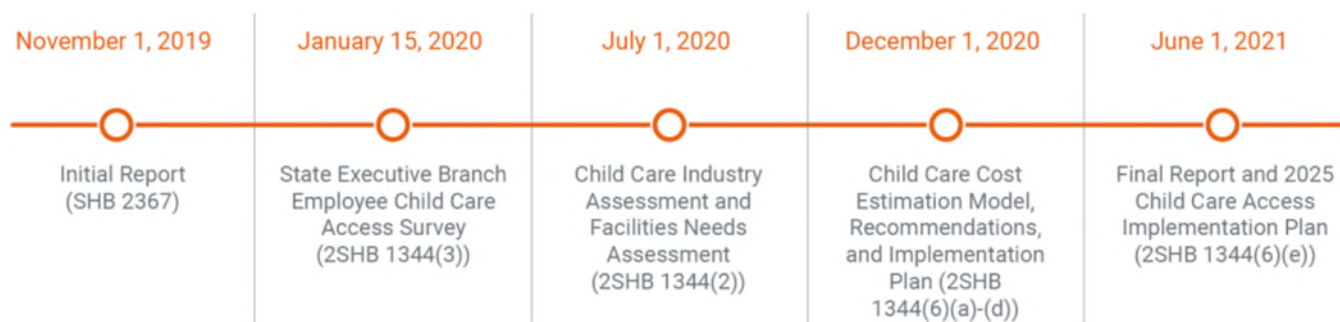 November 1, 2019
Initial Report
(SHB 2367)
January 15, 2020
State Executive Branch
Employee Child Care
Access Survey
(2SHB 1344(3))
July 1, 2020
Child Care Industry
Assessment and
Facilities Needs
Assessment
(2SHB 1344(2))
December 1, 2020
Child Care Cost
Estimation Model,
Recommendations,
and Implementation
Plan (2SHB
1344(6)(a)-(d))
June 1, 2021
Final Report and 2025
Child Care Access
Implementation Plan
(2SHB 1344(6)(e))